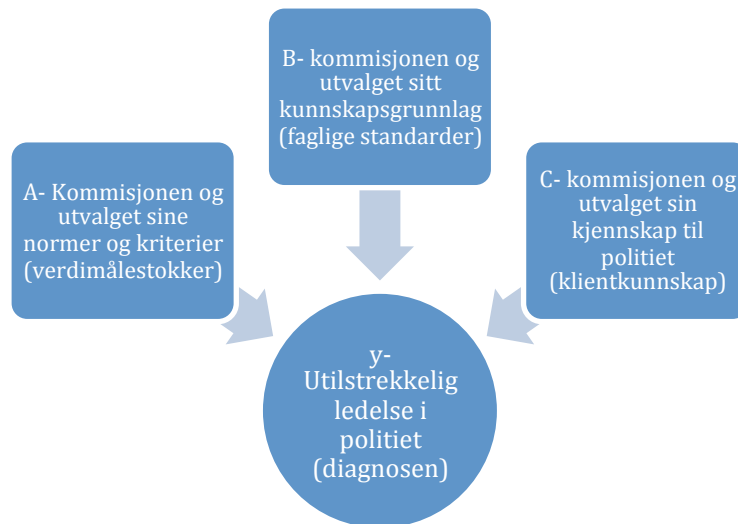 B- kommisjonen og
utvalget sitt
kunnskapsgrunnlag
(faglige standarder)
A- Kommisjonen og
utvalget sine
normer og kriterier
(verdimålestokker)
C- kommisjonen og
utvalget sin
kjennskap til
politiet
(klientkunnskap)
y-
Utilstrekkelig
ledelse i
politiet
(diagnosen)